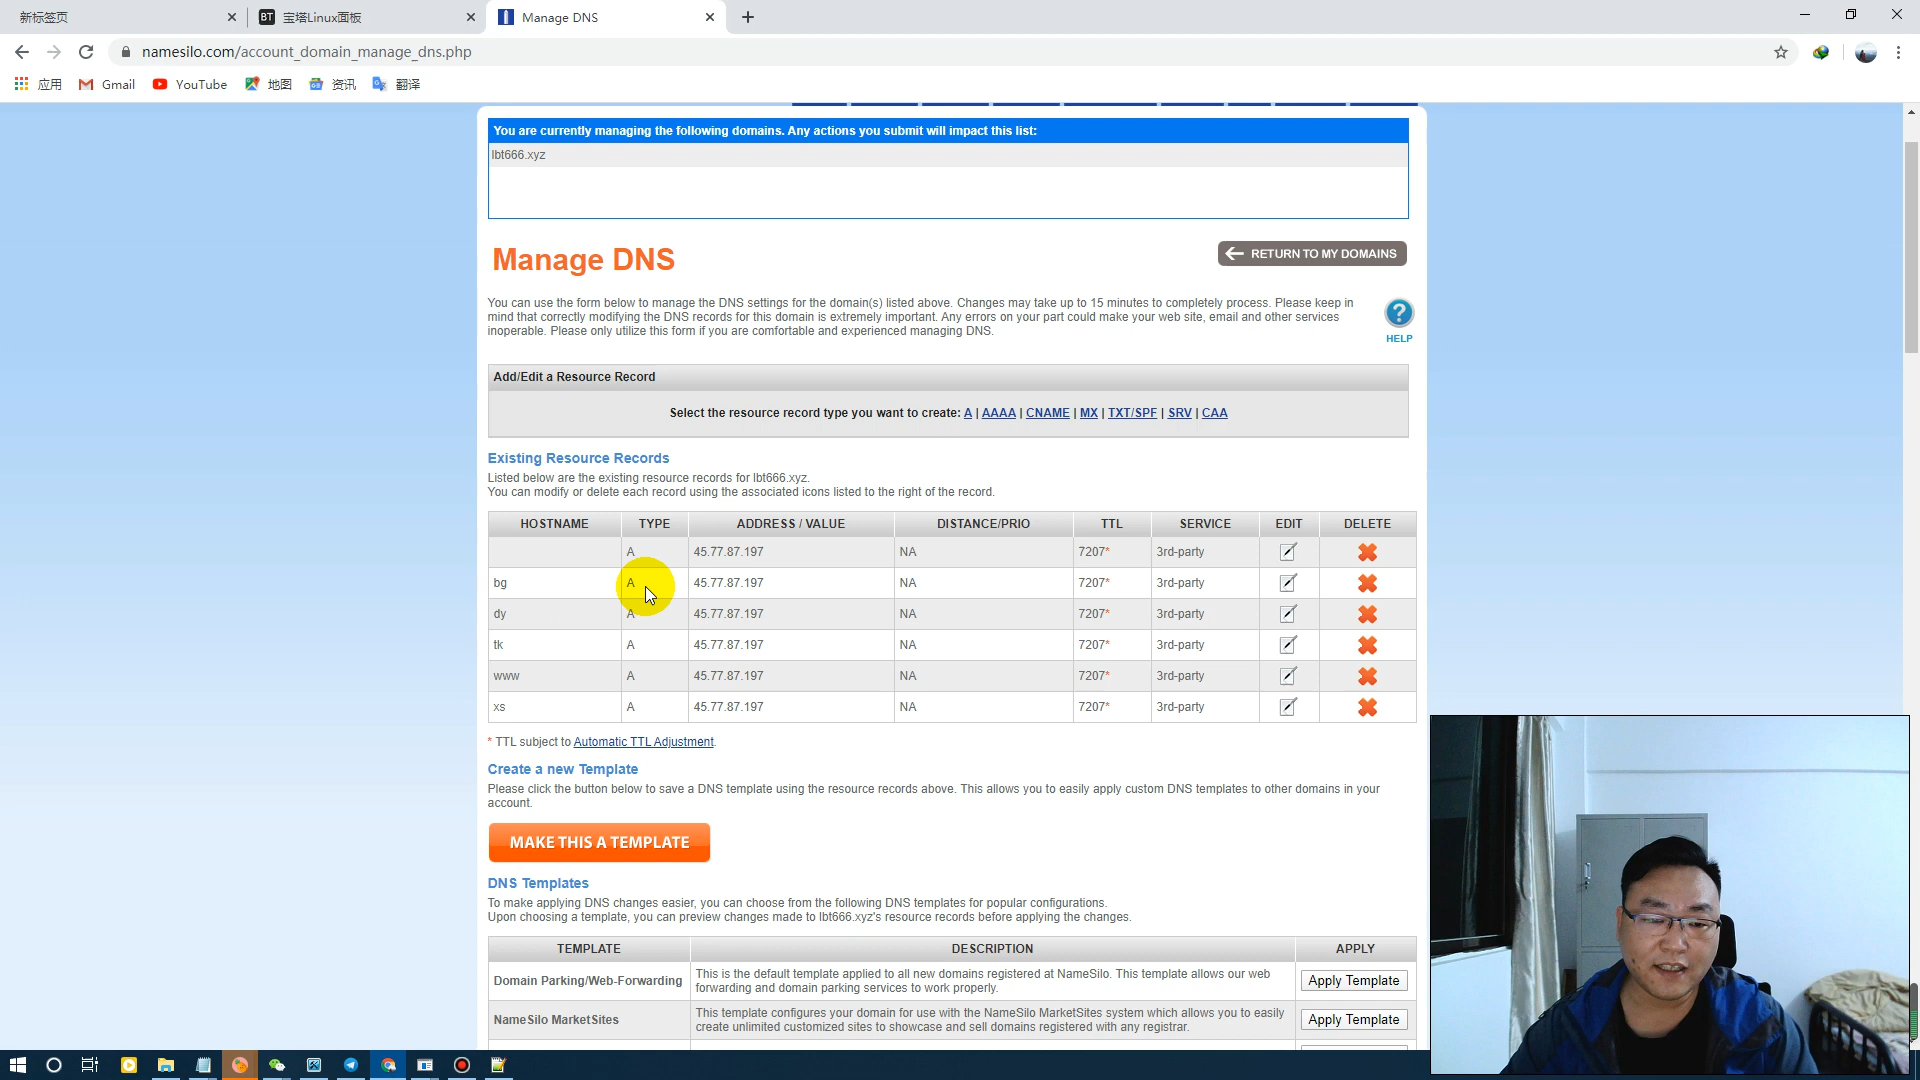 新标签页
BT 宝塔Linux面板
Manage DNS
namesilo.com/account_domain_manage_dns.php
应用
Gmail
YouTube
地图
资讯
翻译
You are currently managing the following domains. Any actions you submit will impact this list:
lbt666.xyz
Manage DNS
RETURN TO MY DOMAINS
You can use the form below to manage the DNS settings for the domain(s) listed above. Changes may take up to 15 minutes to completely process. Please keep in
mind that correctly modifying the DNS records for this domain is extremely important. Any errors on your part could make your web site, email and other services
inoperable. Please only utilize this form if you are comfortable and experienced managing DNS.
?
HELP
Add/Edit a Resource Record
Select the resource record type you want to create: A | AAAA | CNAME | MX | TXT/SPF | SRV | CAA
Existing Resource Records
Listed below are the existing resource records for lbt666.xyz.
You can modify or delete each record using the associated icons listed to the right of the record.
HOSTNAME TYPE ADDRESS / VALUE DISTANCE/PRIO TTL SERVICE EDIT DELETE
A 45.77.87.197 NA 7207* 3rd-party
bg A 45.77.87.197 NA 7207* 3rd-party
dy A 45.77.87.197 NA 7207* 3rd-party
tk A 45.77.87.197 NA 7207* 3rd-party
www A 45.77.87.197 NA 7207* 3rd-party
xs A 45.77.87.197 NA 7207* 3rd-party
* TTL subject to Automatic TTL Adjustment.
Create a new Template
Please click the button below to save a DNS template using the resource records above. This allows you to easily apply custom DNS templates to other domains in your
account.
MAKE THIS A TEMPLATE
DNS Templates
To make applying DNS changes easier, you can choose from the following DNS templates for popular configurations.
Upon choosing a template, you can preview changes made to lbt666.xyz's resource records before applying the changes.
TEMPLATE DESCRIPTION APPLY
Domain Parking/Web-Forwarding
This is the default template applied to all new domains registered at NameSilo. This template allows our web
forwarding and domain parking services to work properly.
Apply Template
NameSilo MarketSites
This template configures your domain for use with the NameSilo MarketSites system which allows you to easily
create unlimited customized sites to showcase and sell domains registered with any registrar.
Apply Template